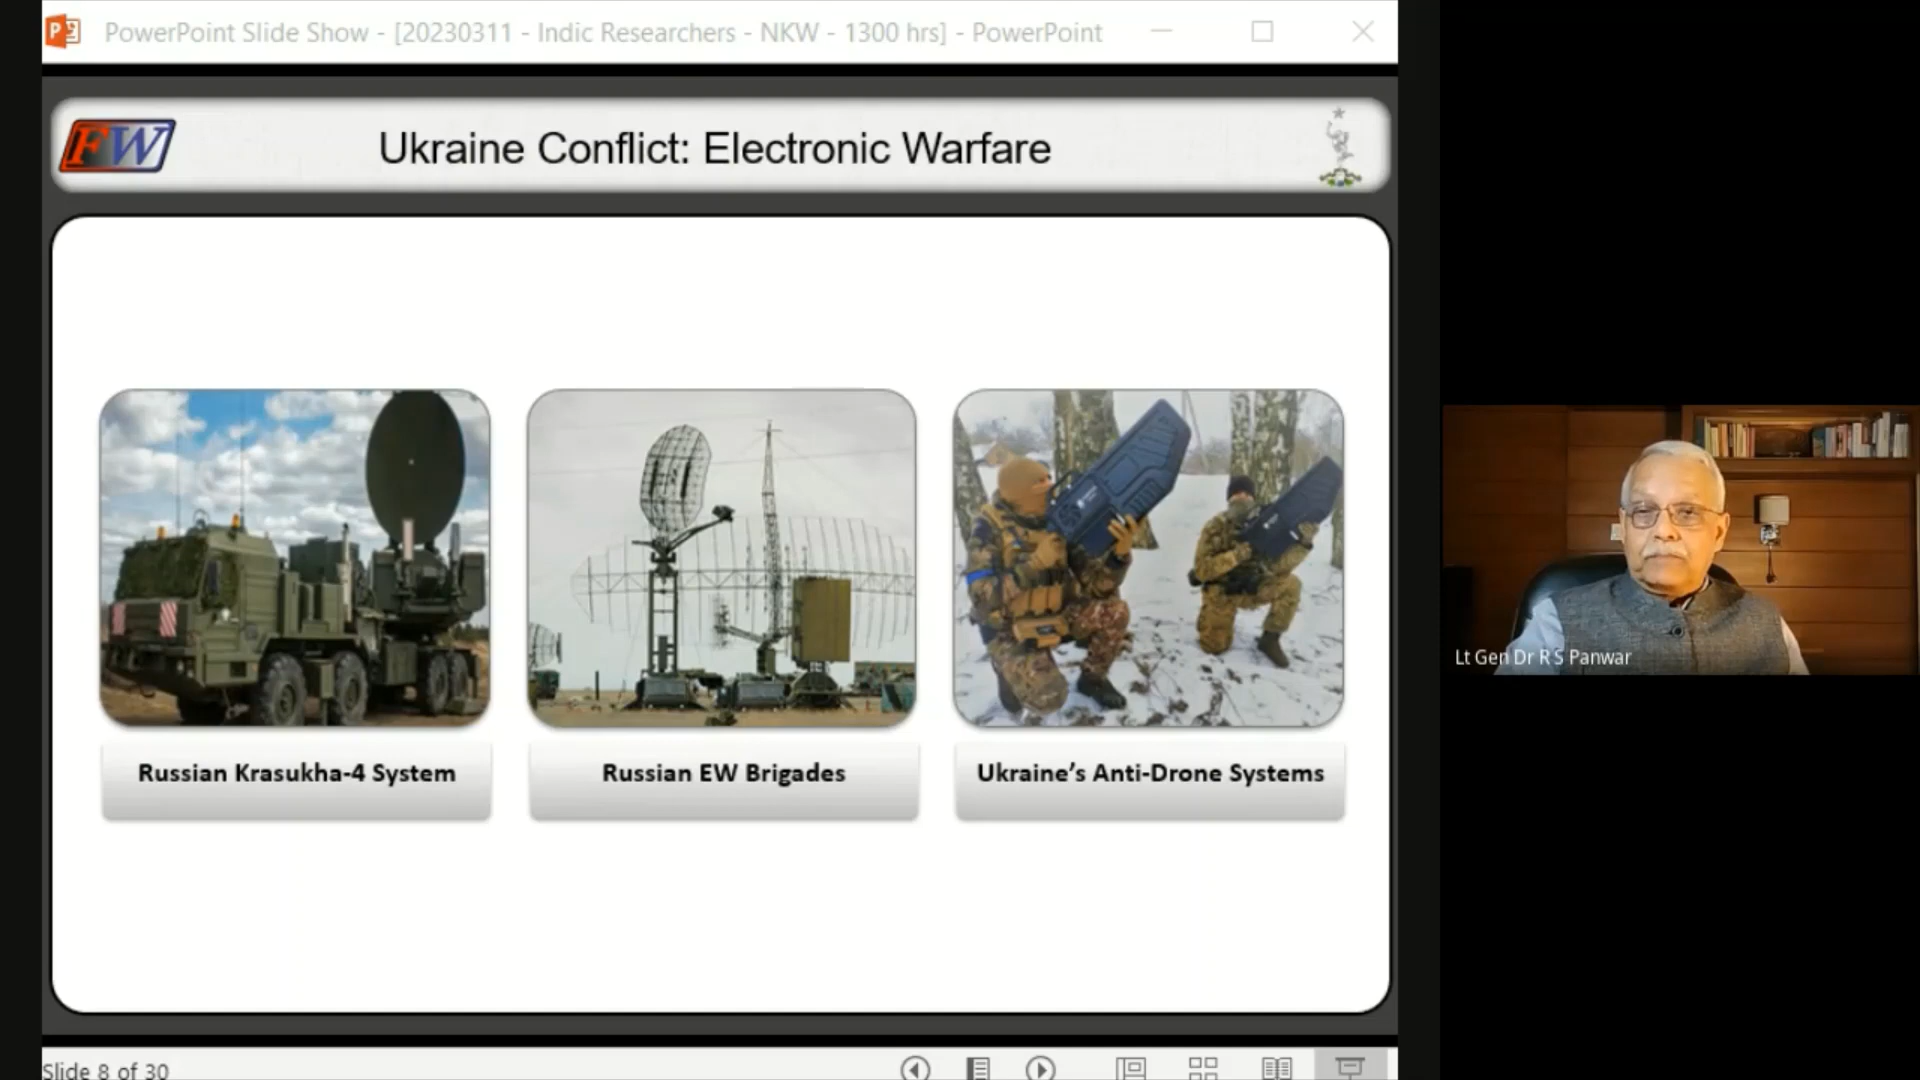 PowerPoint Slide Show - [20230311 - Indic Researchers - NKW - 1300 hrs] - PowerPoint
FW
Ukraine Conflict: Electronic Warfare
Russian Krasukha-4 System
Russian EW Brigades
Ukraine's Anti-Drone Systems
Lt Gen Dr R S Panwar
Slide 8 of 30